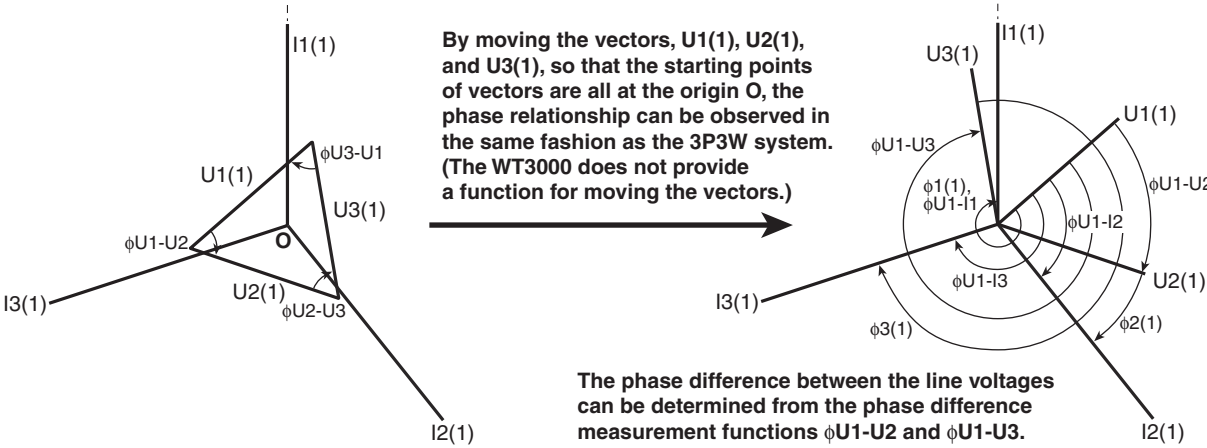 I1(1)
ϕU3-U1
U1(1)
U3(1)
O
ϕU1-U2
U2(1)
ϕU2-U3
I3(1)
I2(1)
By moving the vectors, U1(1), U2(1),
and U3(1), so that the starting points
of vectors are all at the origin O, the
phase relationship can be observed in
the same fashion as the 3P3W system.
(The WT3000 does not provide
a function for moving the vectors.)
I1(1)
U3(1)
U1(1)
ϕU1-U3
ϕ1(1),
ϕU1-I1
ϕU1-U2
ϕU1-I2
ϕU1-I3
U2(1)
I3(1)
ϕ3(1)
ϕ2(1)
I2(1)
The phase difference between the line voltages
can be determined from the phase difference
measurement functions ϕU1-U2 and ϕU1-U3.